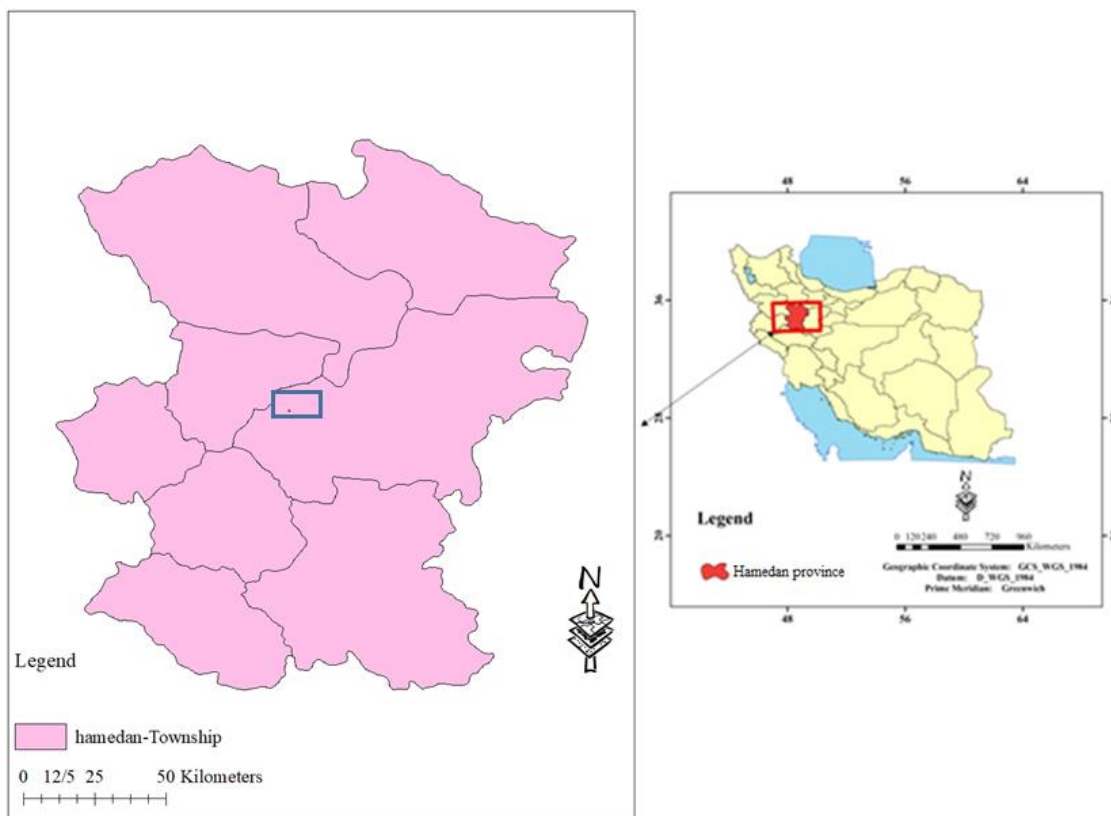 N
Legend
hamedan-Township
0 12/5 25 50 Kilometers
48 56 64
N
Legend
Hamedan province
0 120 240 480 720 960
Kilometers
Geographic Coordinate System: GCS_WGS_1984
Datum: D_WGS_1984
Prime Meridian: Greenwich
48 56 64